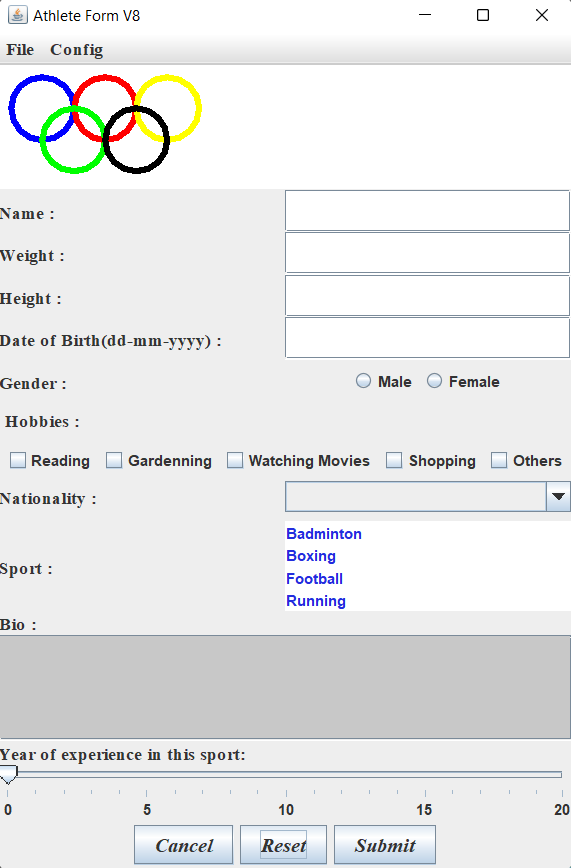 Athlete Form V8
File Config
Name :
Weight :
Height :
Date of Birth(dd-mm-yyyy) :
Gender : Male Female
Hobbies :
Reading Gardenning Watching Movies Shopping Others
Nationality :
Badminton
Boxing
Sport :
Football
Running
Bio :
Year of experience in this sport:
0 5 10 15 20
Cancel Reset Submit